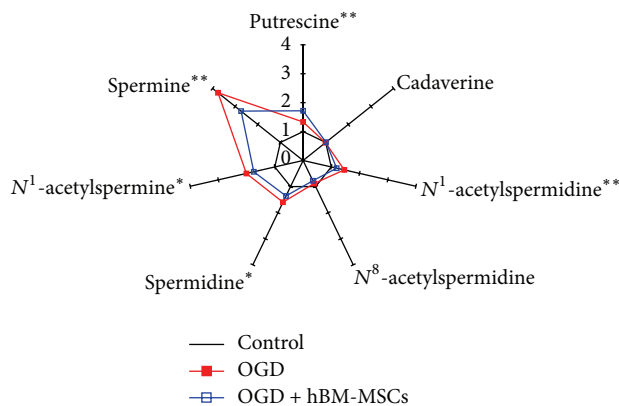 Putrescine**
4
3
2
1
0
Cadaverine
Spermine**
N¹-acetylspermine*
N¹-acetylspermidine**
Spermidine*
N⁸-acetylspermidine
Control
OGD
OGD + hBM-MSCs